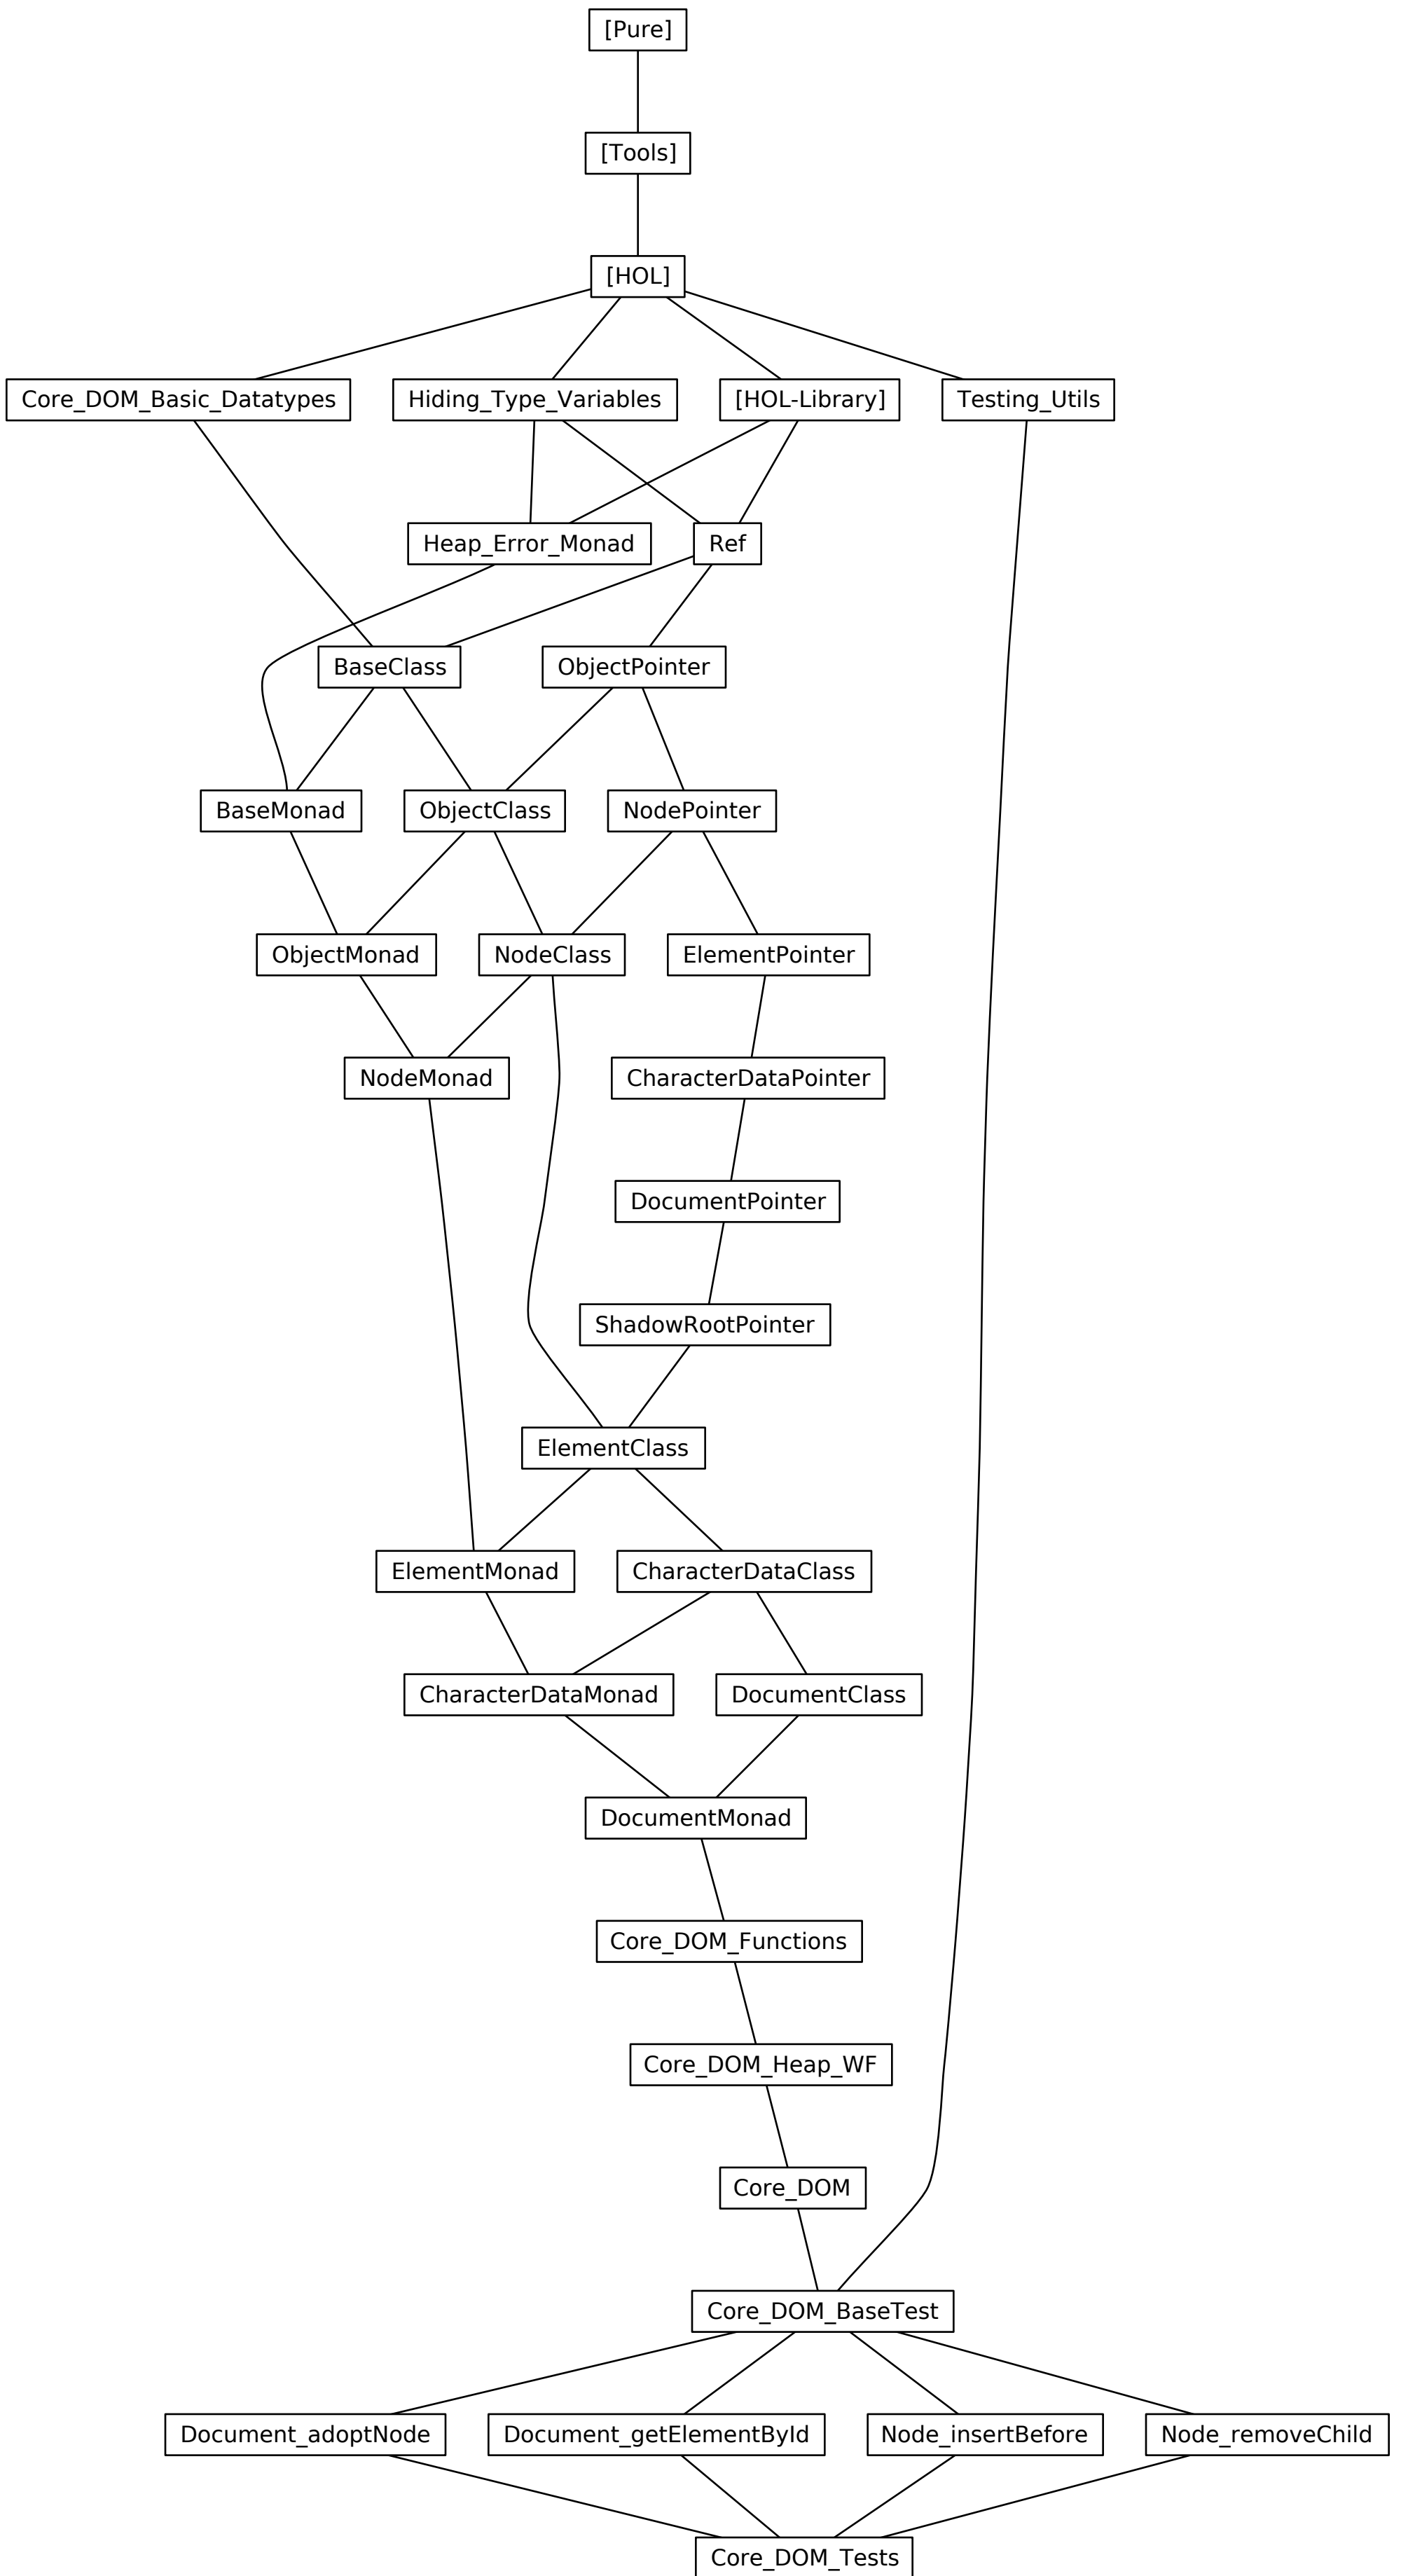 [Pure]
[Tools]
[HOL]
Core_DOM_Basic_Datatypes
Hiding_Type_Variables
[HOL-Library]
Testing_Utils
Heap_Error_Monad
Ref
BaseClass
ObjectPointer
BaseMonad
ObjectClass
NodePointer
ObjectMonad
NodeClass
ElementPointer
NodeMonad
CharacterDataPointer
DocumentPointer
ShadowRootPointer
ElementClass
ElementMonad
CharacterDataClass
CharacterDataMonad
DocumentClass
DocumentMonad
Core_DOM_Functions
Core_DOM_Heap_WF
Core_DOM
Core_DOM_BaseTest
Document_adoptNode
Document_getElementById
Node_insertBefore
Node_removeChild
Core_DOM_Tests